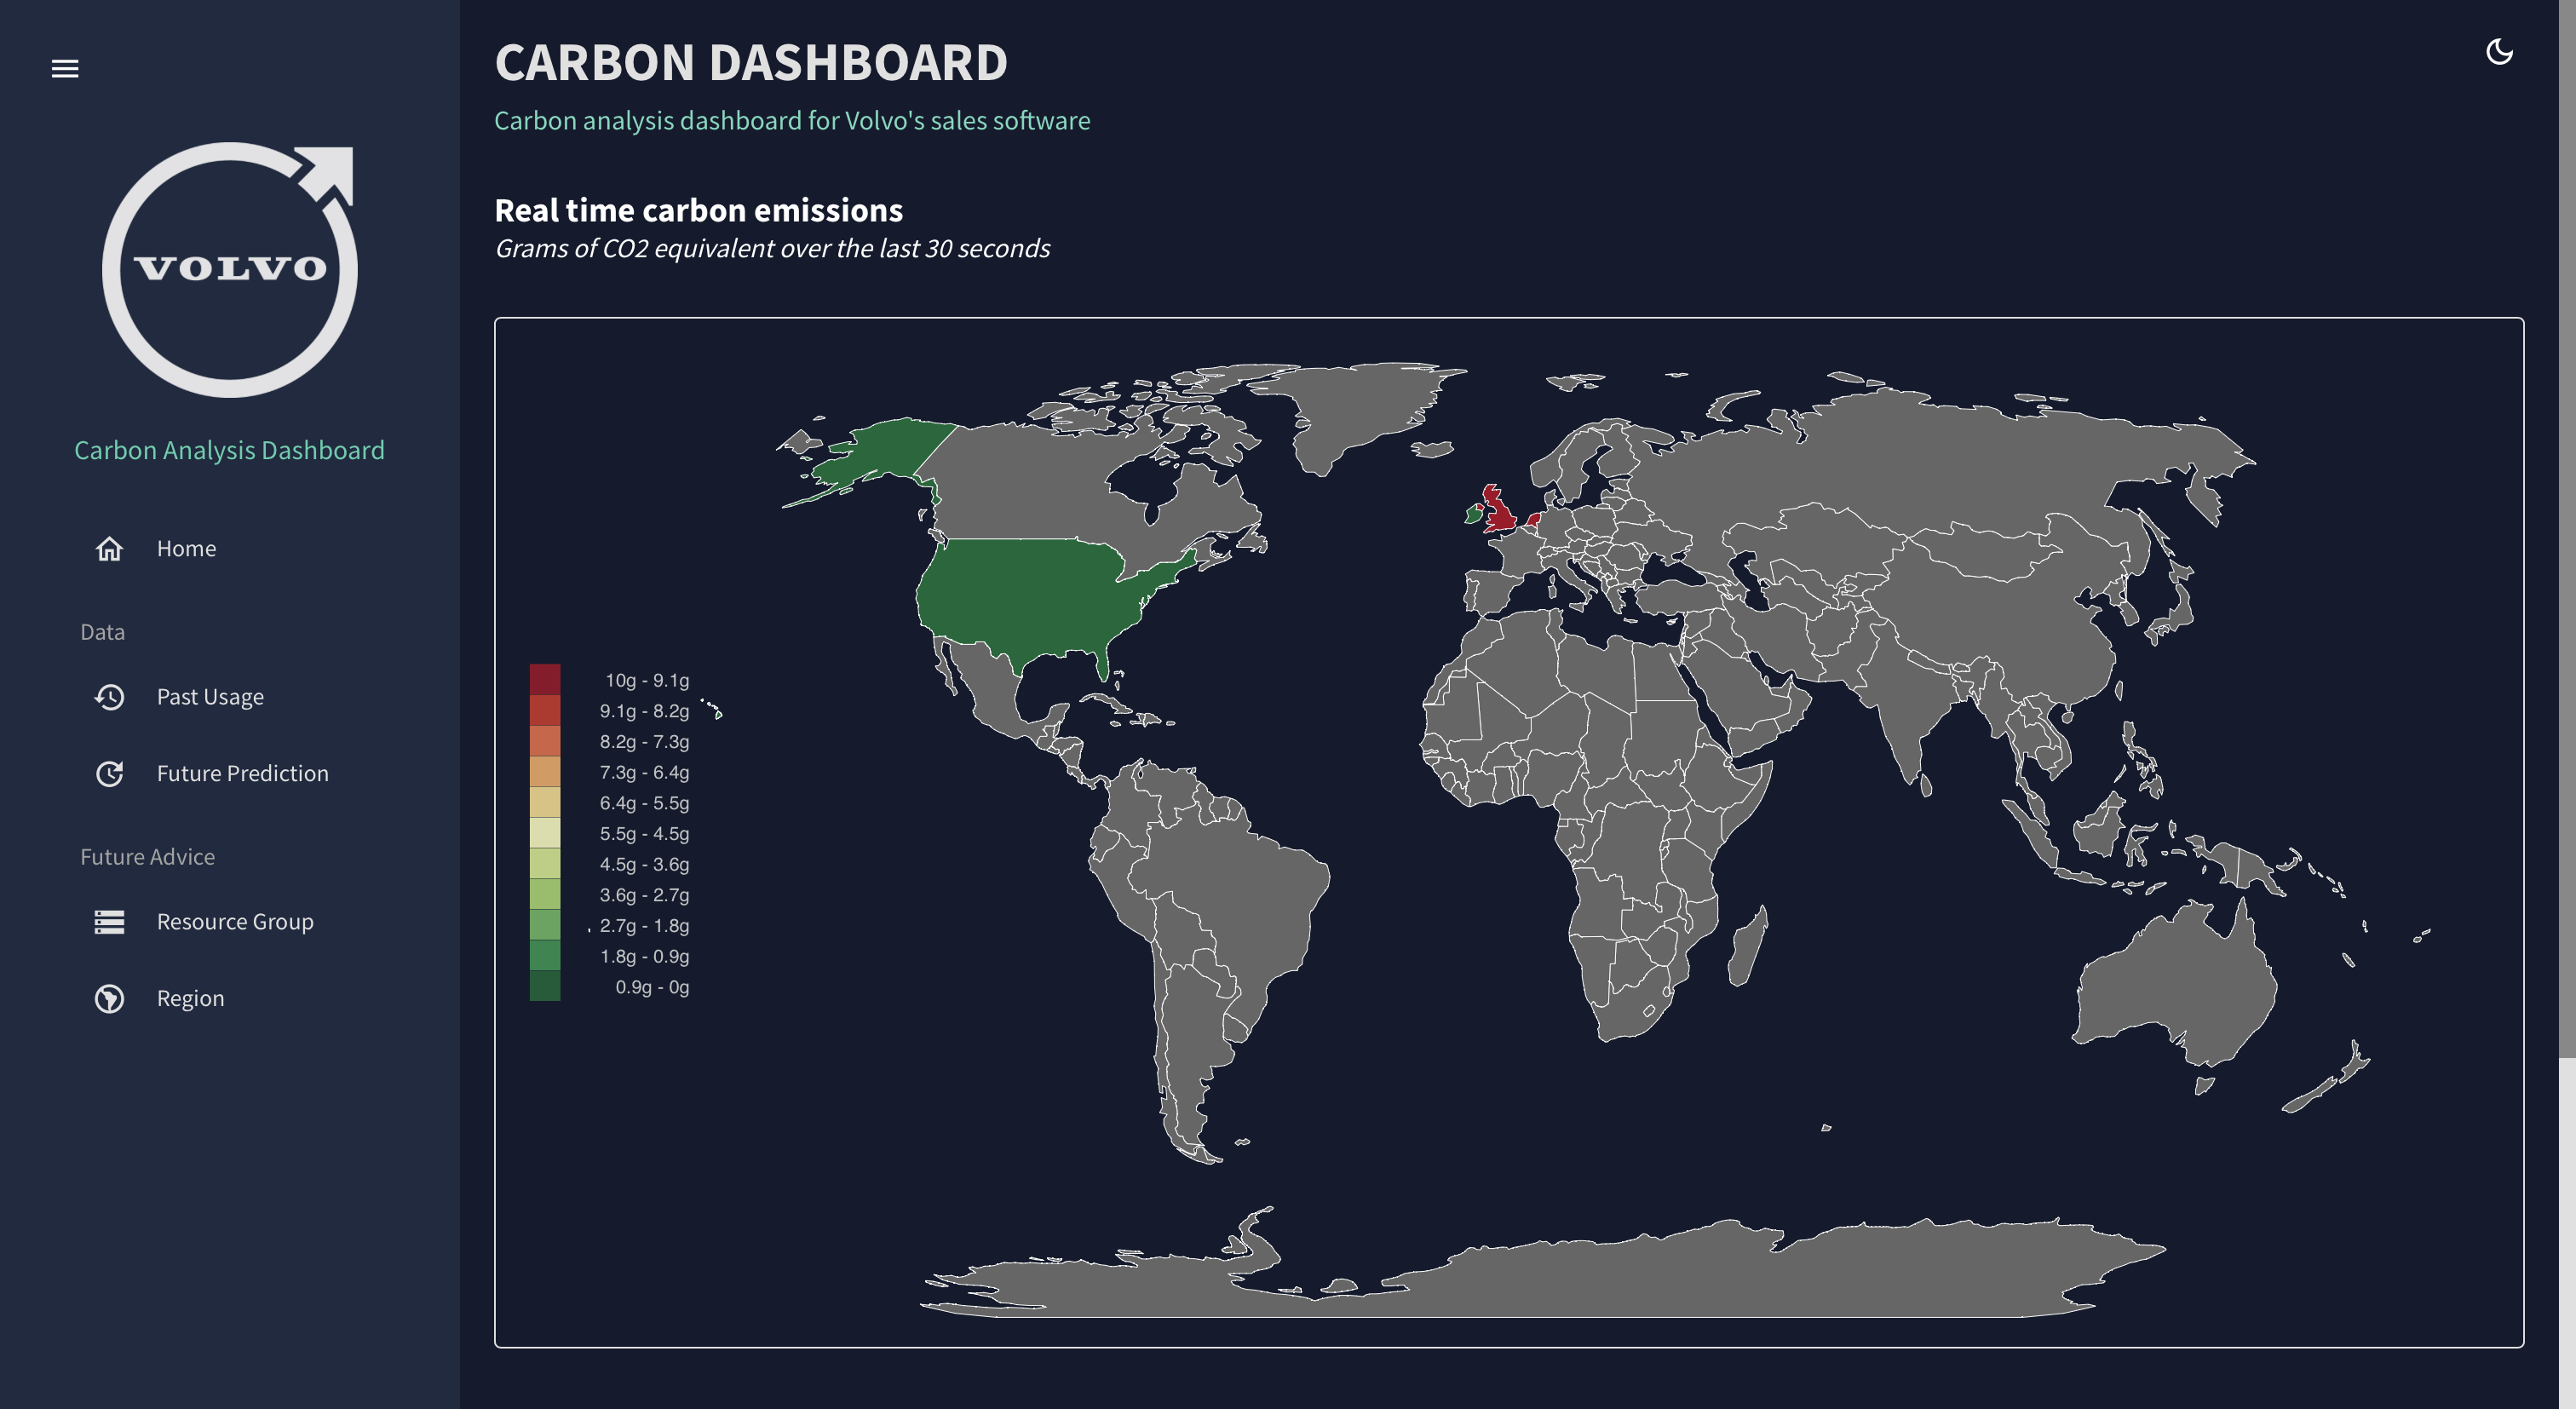 VOLVO
Carbon Analysis Dashboard
Home
Data
Past Usage
Future Prediction
Future Advice
Resource Group
Region
CARBON DASHBOARD
Carbon analysis dashboard for Volvo's sales software
Real time carbon emissions
Grams of CO2 equivalent over the last 30 seconds
10g - 9.1g
9.1g - 8.2g
8.2g - 7.3g
7.3g - 6.4g
6.4g - 5.5g
5.5g - 4.5g
4.5g - 3.6g
3.6g - 2.7g
2.7g - 1.8g
1.8g - 0.9g
0.9g - 0g